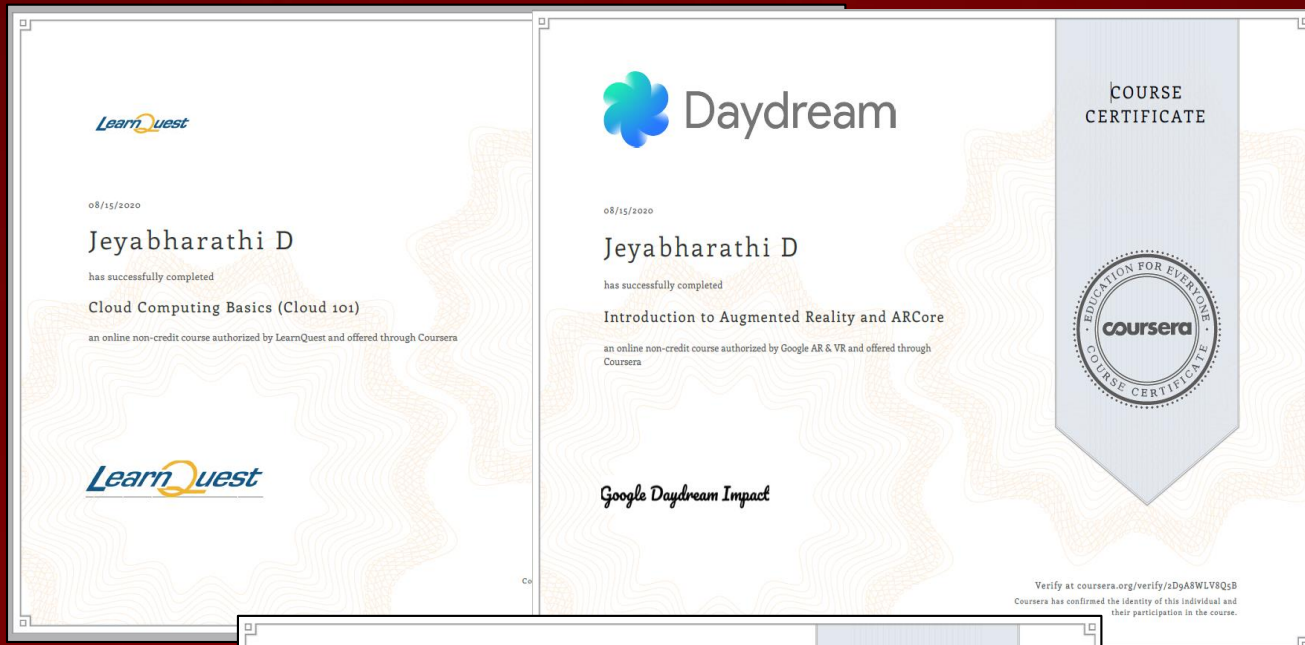 LearnQuest
08/15/2020
Jeyabharathi D
has successfully completed
Cloud Computing Basics (Cloud 101)
an online non-credit course authorized by LearnQuest and offered through Coursera
LearnQuest
Co
Daydream
08/15/2020
Jeyabharathi D
has successfully completed
Introduction to Augmented Reality and ARCore
an online non-credit course authorized by Google AR & VR and offered through
Coursera
Google Daydream Impact
COURSE
CERTIFICATE
EDUCATION FOR EVERYONE
coursera
COURSE CERTIFICATE
Verify at coursera.org/verify/2D9A8WLV8Q5B
Coursera has confirmed the identity of this individual and
their participation in the course.